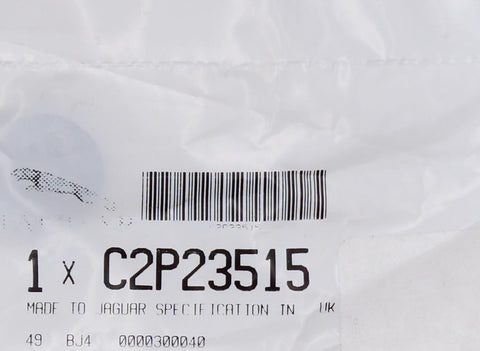 1 X C2P23515
MADE TO JAGUAR SPECIFICATION IN UK
49 BJ4 0000300040